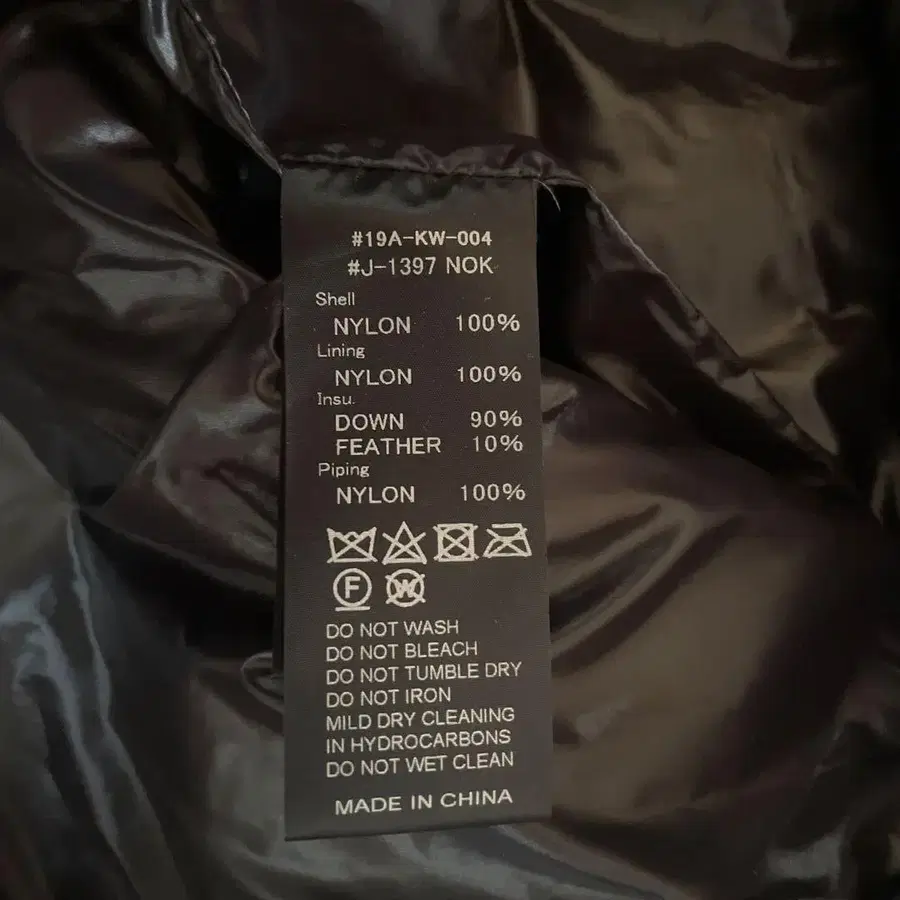 #19A-KW-004
#J-1397 NOK
Shell
NYLON 100%
Lining
NYLON 100%
Insu.
DOWN 90%
FEATHER 10%
Piping
NYLON 100%
F W
DO NOT WASH
DO NOT BLEACH
DO NOT TUMBLE DRY
DO NOT IRON
MILD DRY CLEANING
IN HYDROCARBONS
DO NOT WET CLEAN
MADE IN CHINA